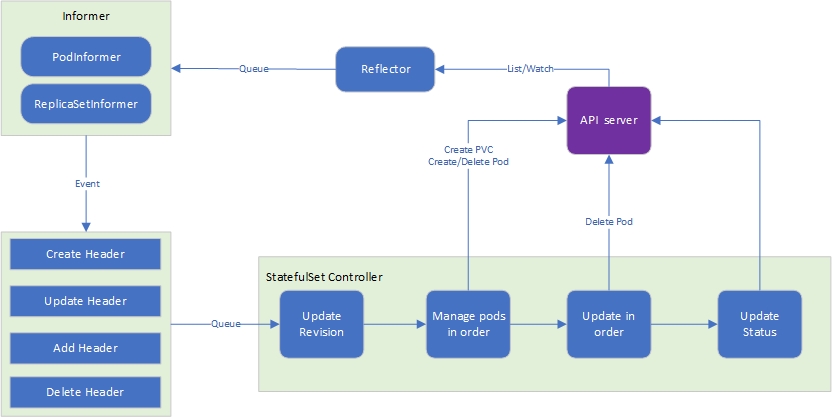 Informer
PodInformer
ReplicaSetInformer
Queue
Reflector
List/Watch
API server
Create PVC
Create/Delete Pod
Delete Pod
Event
Create Header
Update Header
Add Header
Delete Header
Queue
StatefulSet Controller
Update
Revision
Manage pods
in order
Update in
order
Update
Status